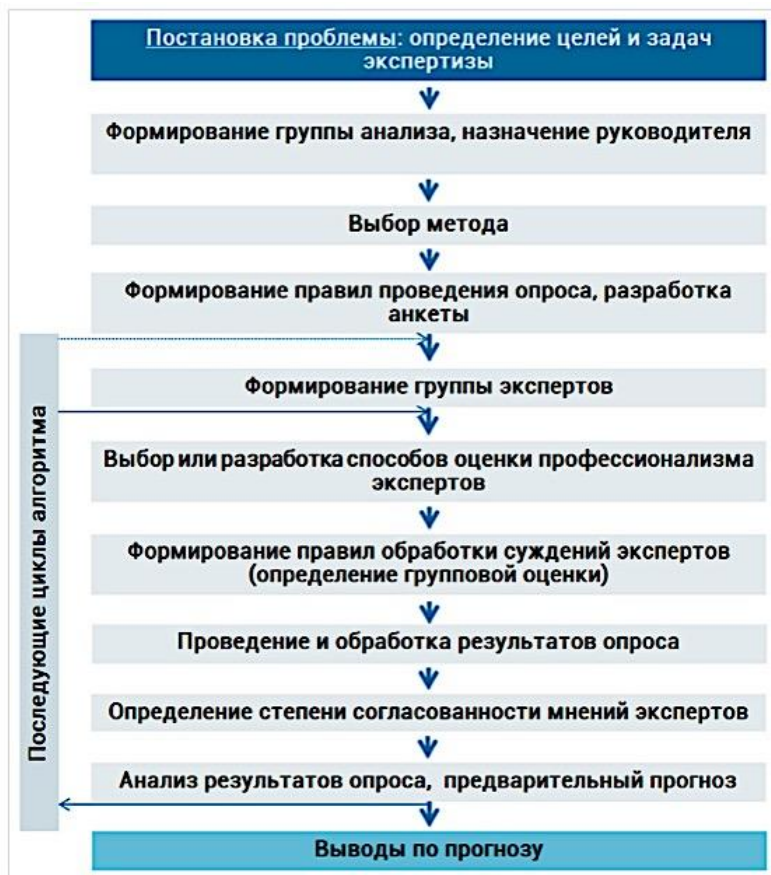 Постановка проблемы: определение целей и задач
экспертизы
Формирование группы анализа, назначение руководителя
Выбор метода
Формирование правил проведения опроса, разработка
анкеты
Формирование группы экспертов
Выбор или разработка способов оценки профессионализма
экспертов
Формирование правил обработки суждений экспертов
(определение групповой оценки)
Проведение и обработка результатов опроса
Определение степени согласованности мнений экспертов
Анализ результатов опроса, предварительный прогноз
Выводы по прогнозу
Последующие циклы алгоритма